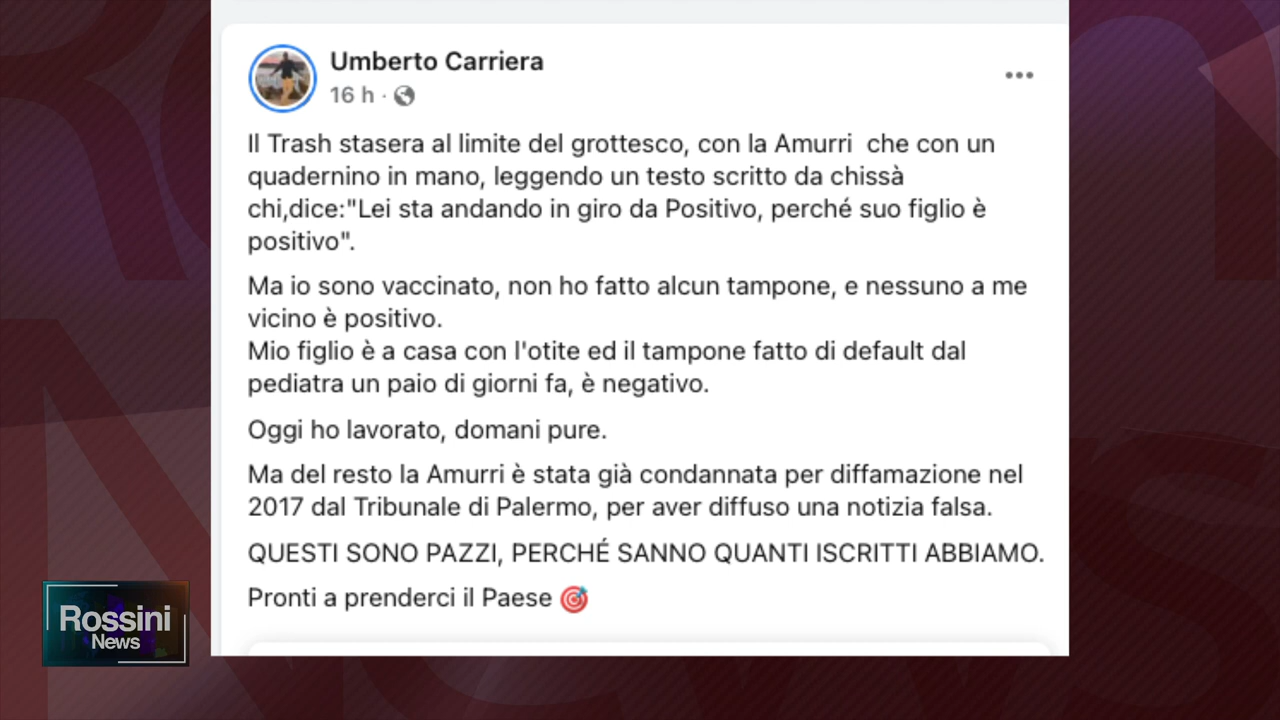 Umberto Carriera
16 h ·
Il Trash stasera al limite del grottesco, con la Amurri  che con un
quadernino in mano, leggendo un testo scritto da chissà
chi,dice:"Lei sta andando in giro da Positivo, perché suo figlio è
positivo".
Ma io sono vaccinato, non ho fatto alcun tampone, e nessuno a me
vicino è positivo.
Mio figlio è a casa con l'otite ed il tampone fatto di default dal
pediatra un paio di giorni fa, è negativo.
Oggi ho lavorato, domani pure.
Ma del resto la Amurri è stata già condannata per diffamazione nel
2017 dal Tribunale di Palermo, per aver diffuso una notizia falsa.
QUESTI SONO PAZZI, PERCHÉ SANNO QUANTI ISCRITTI ABBIAMO.
Pronti a prenderci il Paese 🎯
Rossini
News